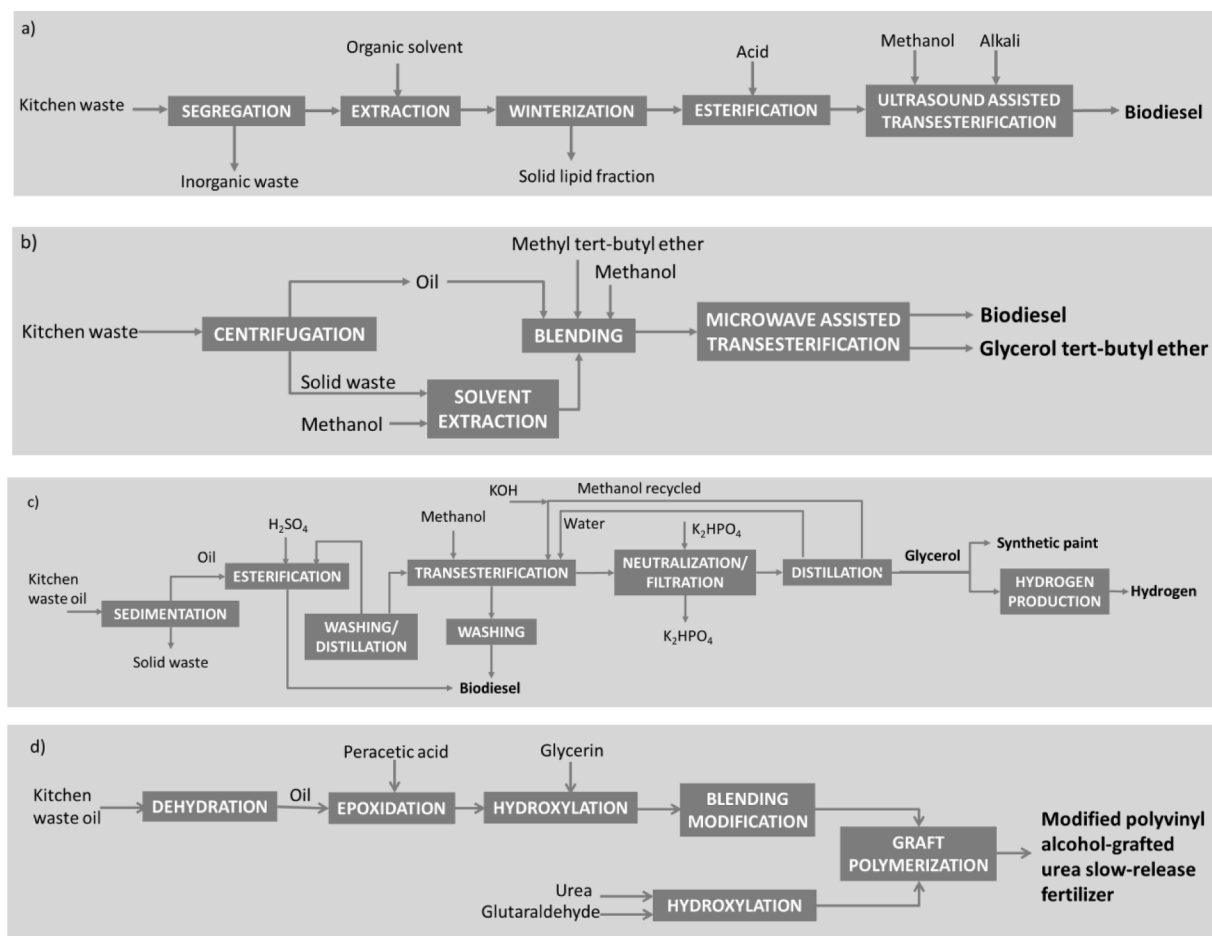 a)
Organic solvent
Acid
Methanol
Alkali
Kitchen waste
SEGREGATION
EXTRACTION
WINTERIZATION
ESTERIFICATION
ULTRASOUND ASSISTED
TRANSESTERIFICATION
Biodiesel
Inorganic waste
Solid lipid fraction
b)
Methyl tert-butyl ether
Methanol
Oil
Kitchen waste
CENTRIFUGATION
BLENDING
MICROWAVE ASSISTED
TRANSESTERIFICATION
Biodiesel
Glycerol tert-butyl ether
Solid waste
Methanol
SOLVENT
EXTRACTION
c)
KOH
Methanol recycled
H₂SO₄
Methanol
Water
K₂HPO₄
Oil
Kitchen
waste oil
SEDIMENTATION
ESTERIFICATION
WASHING/
DISTILLATION
TRANSESTERIFICATION
WASHING
NEUTRALIZATION/
FILTRATION
DISTILLATION
Glycerol
Synthetic paint
HYDROGEN
PRODUCTION
Hydrogen
Solid waste
K₂HPO₄
Biodiesel
d)
Peracetic acid
Glycerin
Kitchen
waste oil
DEHYDRATION
Oil
EPOXIDATION
HYDROXYLATION
BLENDING
MODIFICATION
GRAFT
POLYMERIZATION
Modified polyvinyl
alcohol-grafted
urea slow-release
fertilizer
Urea
Glutaraldehyde
HYDROXYLATION